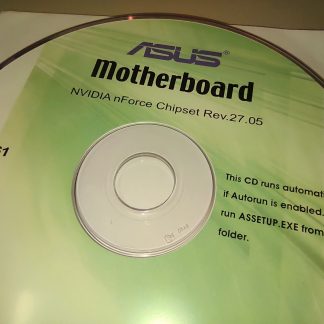 ASUS®
Motherboard
NVIDIA nForce Chipset Rev.27.05
This CD runs
if Autorun is enabled.
run ASSETUP.EXE from
folder.